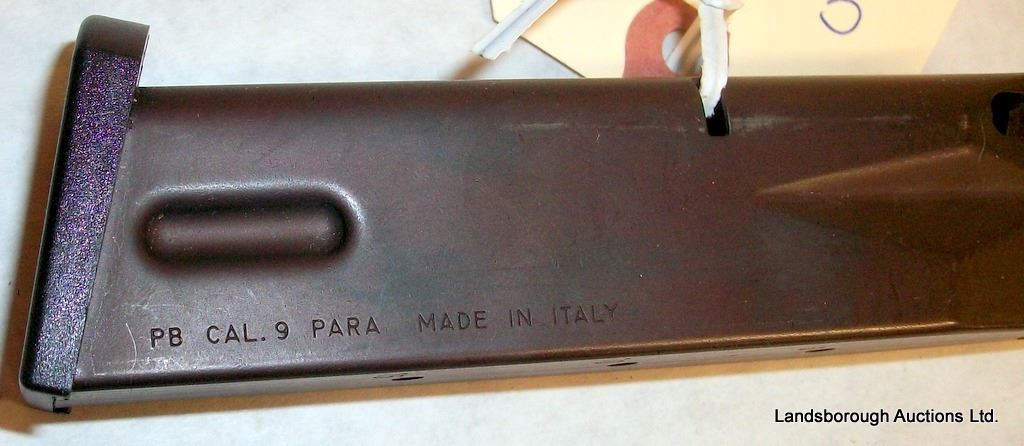 PB CAL. 9 PARA MADE IN ITALY
Landsborough Auctions Ltd.